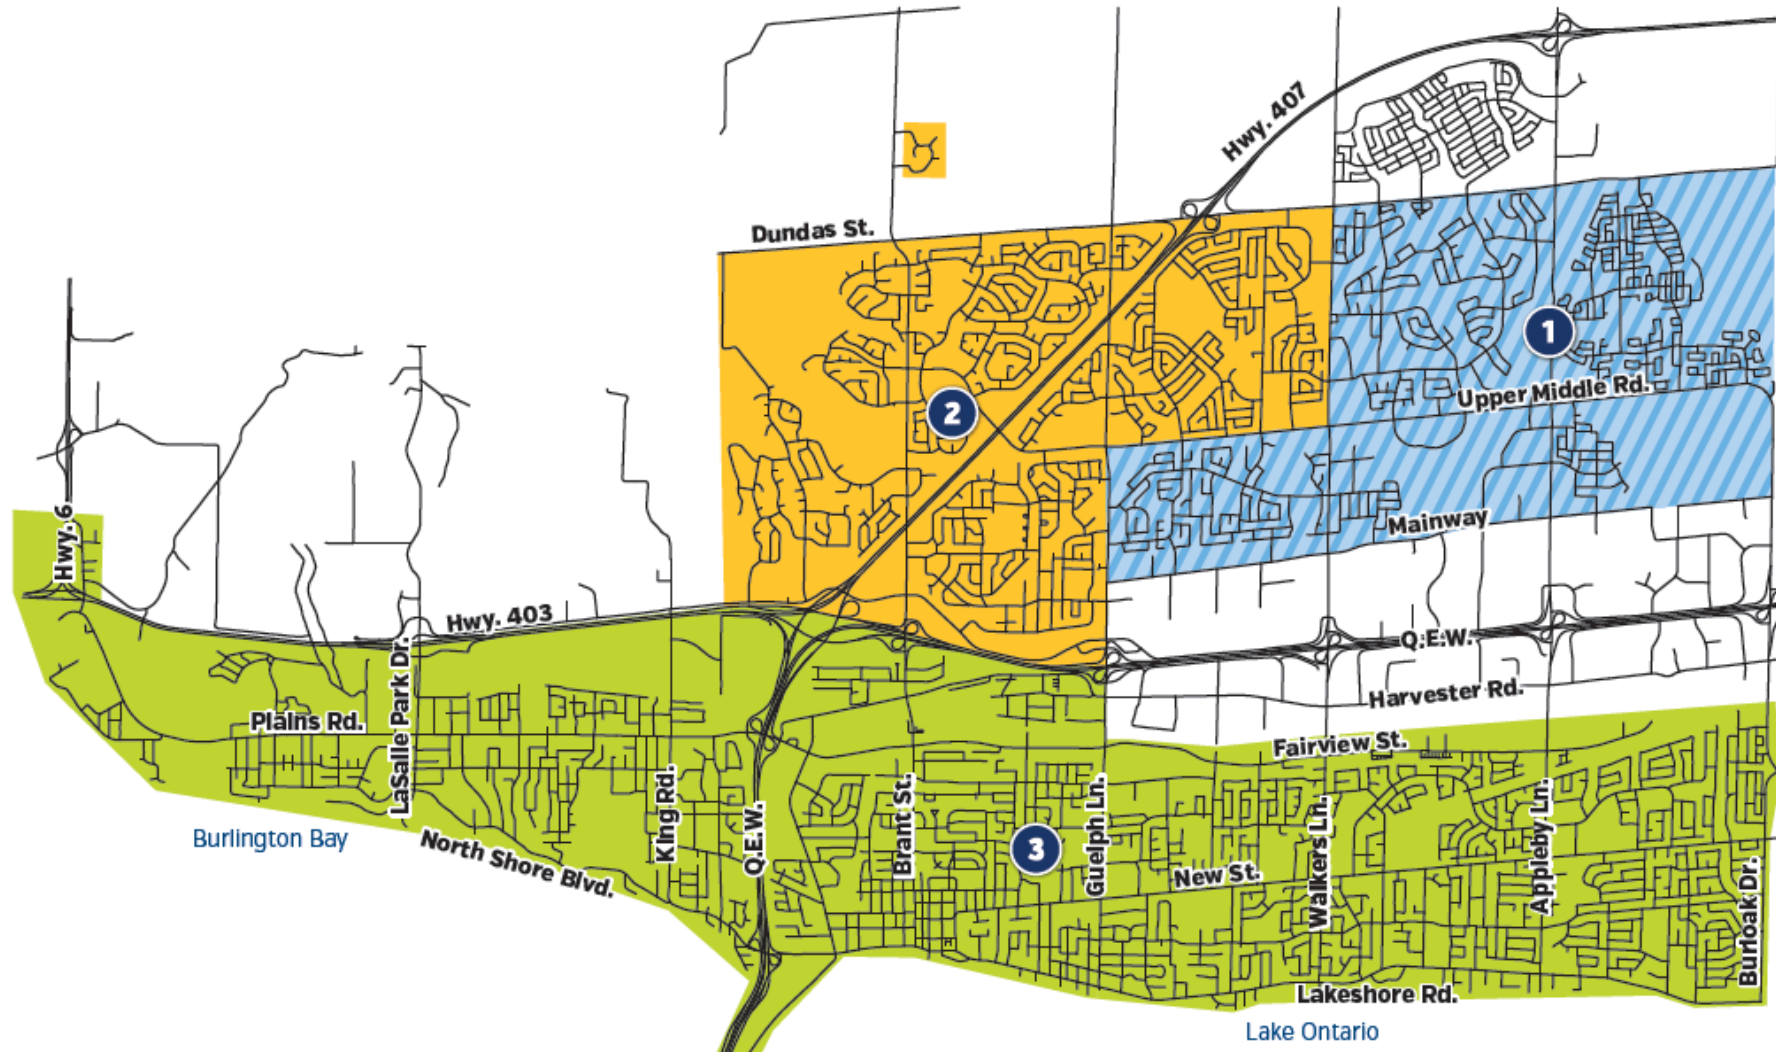 Hwy. 407
Dundas St.
1
Upper Middle Rd.
2
Mainway
Hwy. 6
Hwy. 403
Q.E.W.
LaSalle Park Dr.
Harvester Rd.
Plains Rd.
Fairview St.
King Rd.
Q.E.W.
Brant St.
Guelph Ln.
Walkers Ln.
Appleby Ln.
Burlington Bay
North Shore Blvd.
3
New St.
Burloak Dr.
Lakeshore Rd.
Lake Ontario